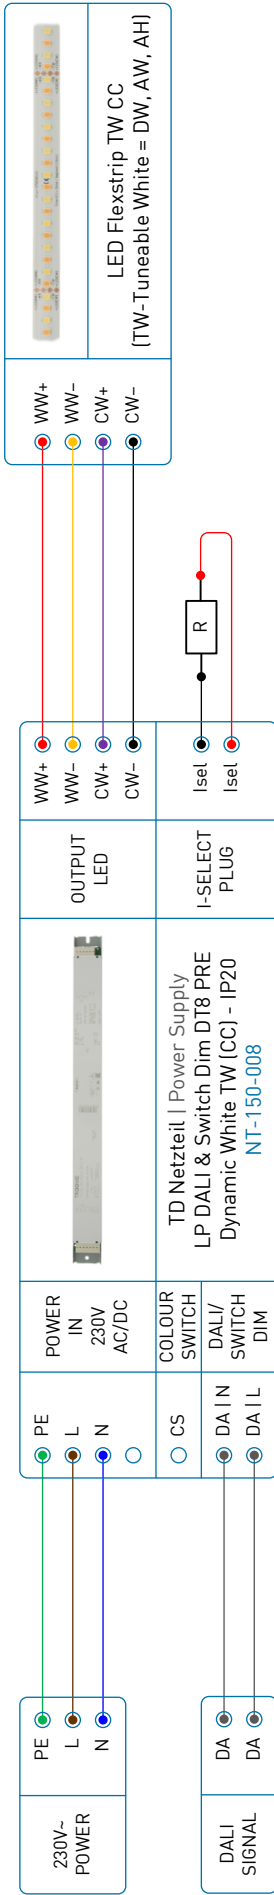 230V~
POWER
PE
L
N
DALI
SIGNAL
DA
DA
PE
L
N
CS
DA | N
DA | L
POWER
IN
230V
AC/DC
COLOUR
SWITCH
DALI/
SWITCH
DIM
TD Netzteil | Power Supply
LP DALI & Switch Dim DT8 PRE
Dynamic White TW (CC) - IP20
NT-150-008
OUTPUT
LED
I-SELECT
PLUG
WW+
WW-
CW+
CW-
Isel
Isel
R
WW+
WW-
CW+
CW-
LED Flexstrip TW CC
(TW-Tuneable White = DW, AW, AH)